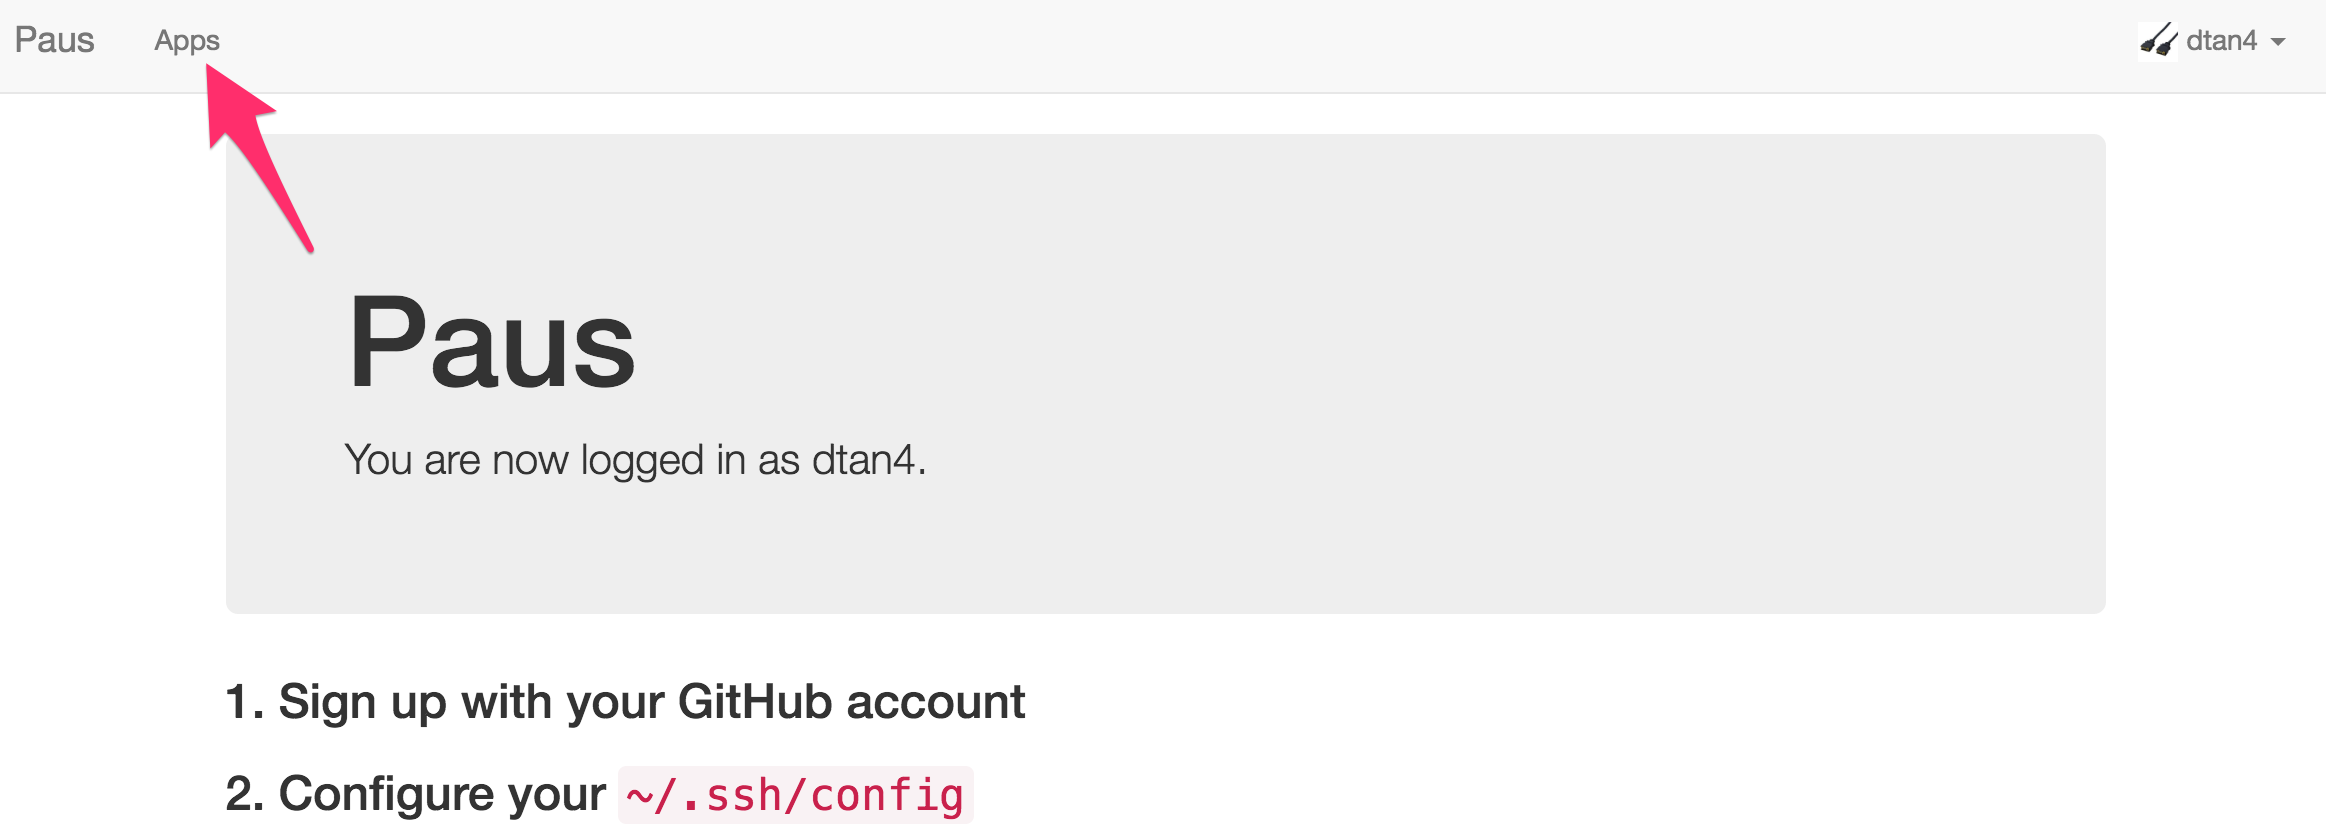 Paus Apps dtan4
Paus
You are now logged in as dtan4.
1. Sign up with your GitHub account
2. Configure your ~/.ssh/config